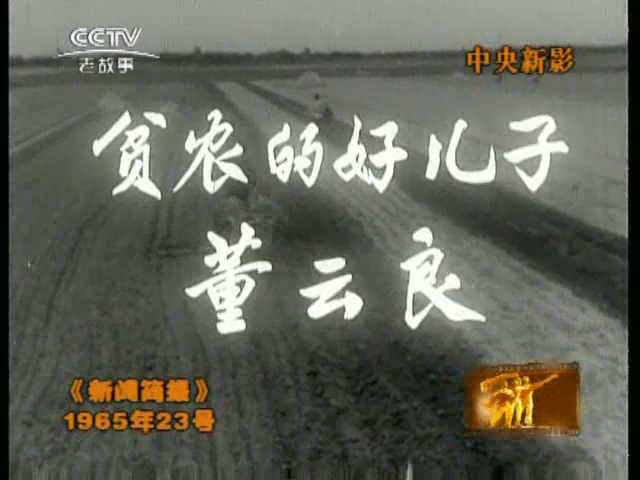 CCTV
老故事
中央新影
贫农的好儿子
董云良
《新闻简报》
1965年23号